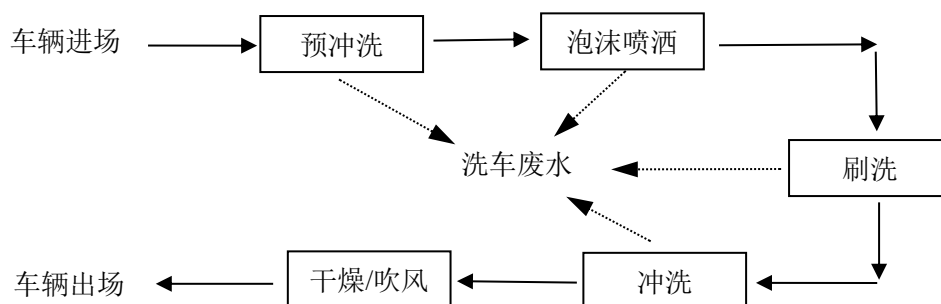 车辆进场
预冲洗
泡沫喷洒
洗车废水
刷洗
车辆出场
干燥/吹风
冲洗